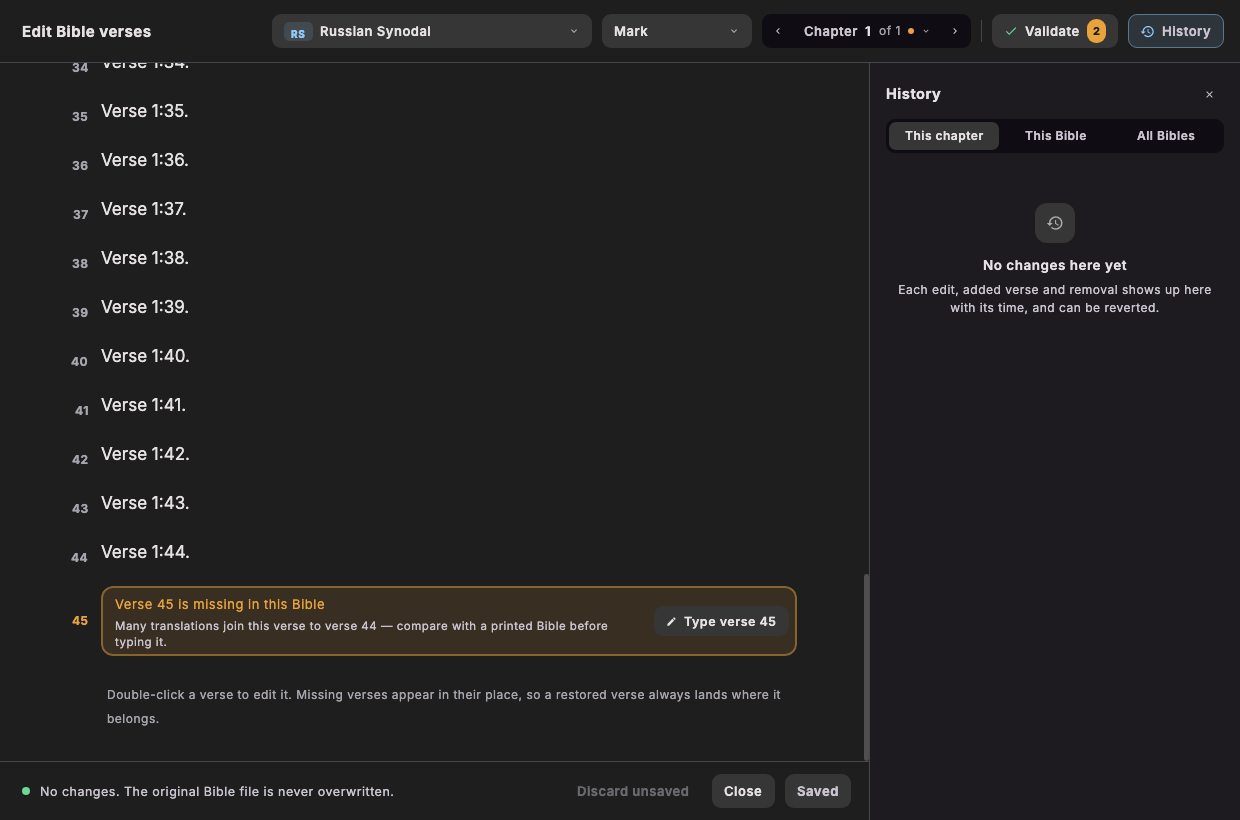 Edit Bible verses
RS Russian Synodal
Mark
Chapter 1 of 1
Validate 2
History
34 Verse 1:34.
35 Verse 1:35.
36 Verse 1:36.
37 Verse 1:37.
38 Verse 1:38.
39 Verse 1:39.
40 Verse 1:40.
41 Verse 1:41.
42 Verse 1:42.
43 Verse 1:43.
44 Verse 1:44.
45
Verse 45 is missing in this Bible
Many translations join this verse to verse 44 — compare with a printed Bible before
typing it.
Type verse 45
Double-click a verse to edit it. Missing verses appear in their place, so a restored verse always lands where it
belongs.
No changes. The original Bible file is never overwritten.
Discard unsaved
Close
Saved
History
This chapter
This Bible
All Bibles
No changes here yet
Each edit, added verse and removal shows up here
with its time, and can be reverted.